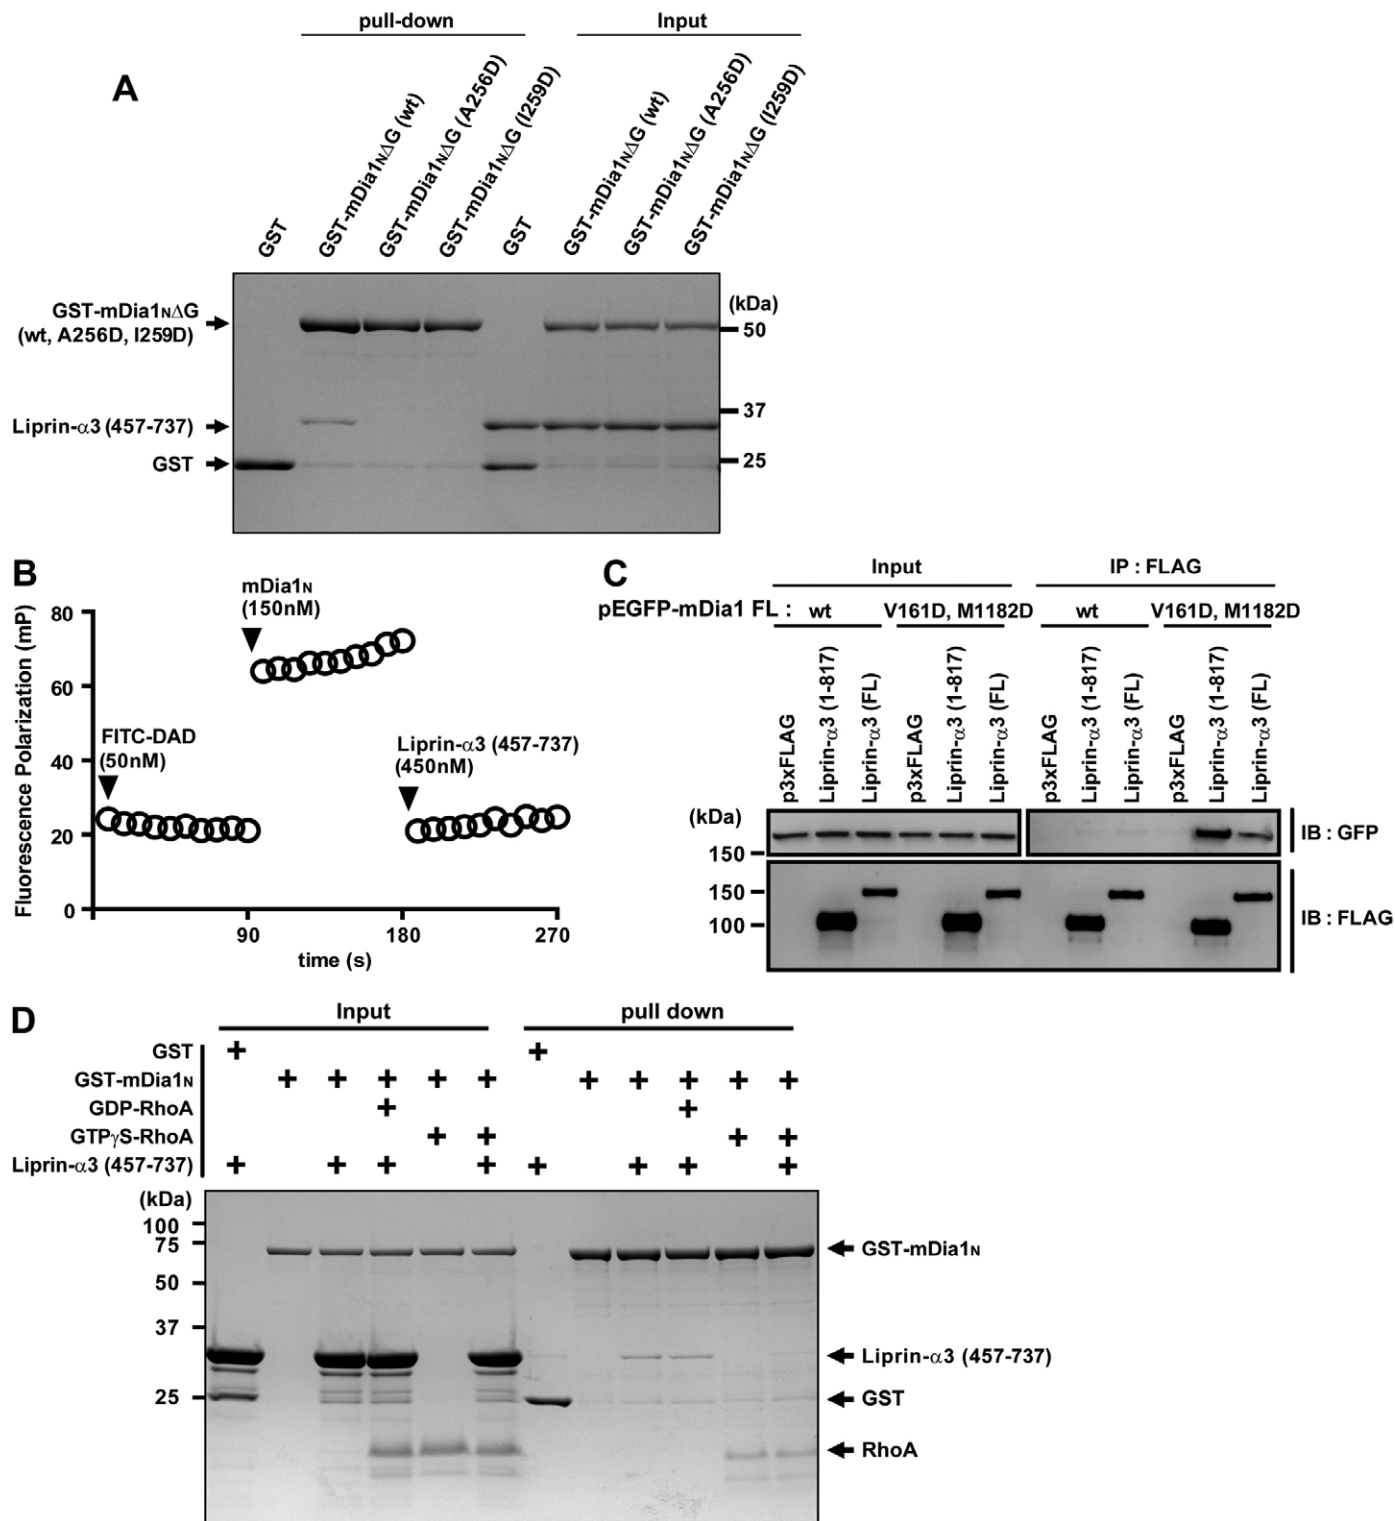 pull-down Input
A
GST GST-mDia1NΔG (wt) GST-mDia1NΔG (A256D) GST-mDia1NΔG (I259D) GST GST-mDia1NΔG (wt) GST-mDia1NΔG (A256D) GST-mDia1NΔG (I259D)
GST-mDia1NΔG
(wt, A256D, I259D)
Liprin-α3 (457-737)
GST
(kDa)
50
37
25
B
mDia1N
(150nM)
FITC-DAD
(50nM)
Liprin-α3 (457-737)
(450nM)
Fluorescence Polarization (mP)
80
60
40
20
0
90 180 270
time (s)
C
Input IP : FLAG
pEGFP-mDia1 FL : wt V161D, M1182D wt V161D, M1182D
p3xFLAG Liprin-α3 (1-817) Liprin-α3 (FL) p3xFLAG Liprin-α3 (1-817) Liprin-α3 (FL) p3xFLAG Liprin-α3 (1-817) Liprin-α3 (FL) p3xFLAG Liprin-α3 (1-817) Liprin-α3 (FL)
(kDa)
150
IB : GFP
150
100
IB : FLAG
D
Input pull down
GST + +
GST-mDia1N + + + + + + + + + +
GDP-RhoA + +
GTPγS-RhoA + + + +
Liprin-α3 (457-737) + + + + + + + +
(kDa)
100
75
50
37
25
GST-mDia1N
Liprin-α3 (457-737)
GST
RhoA